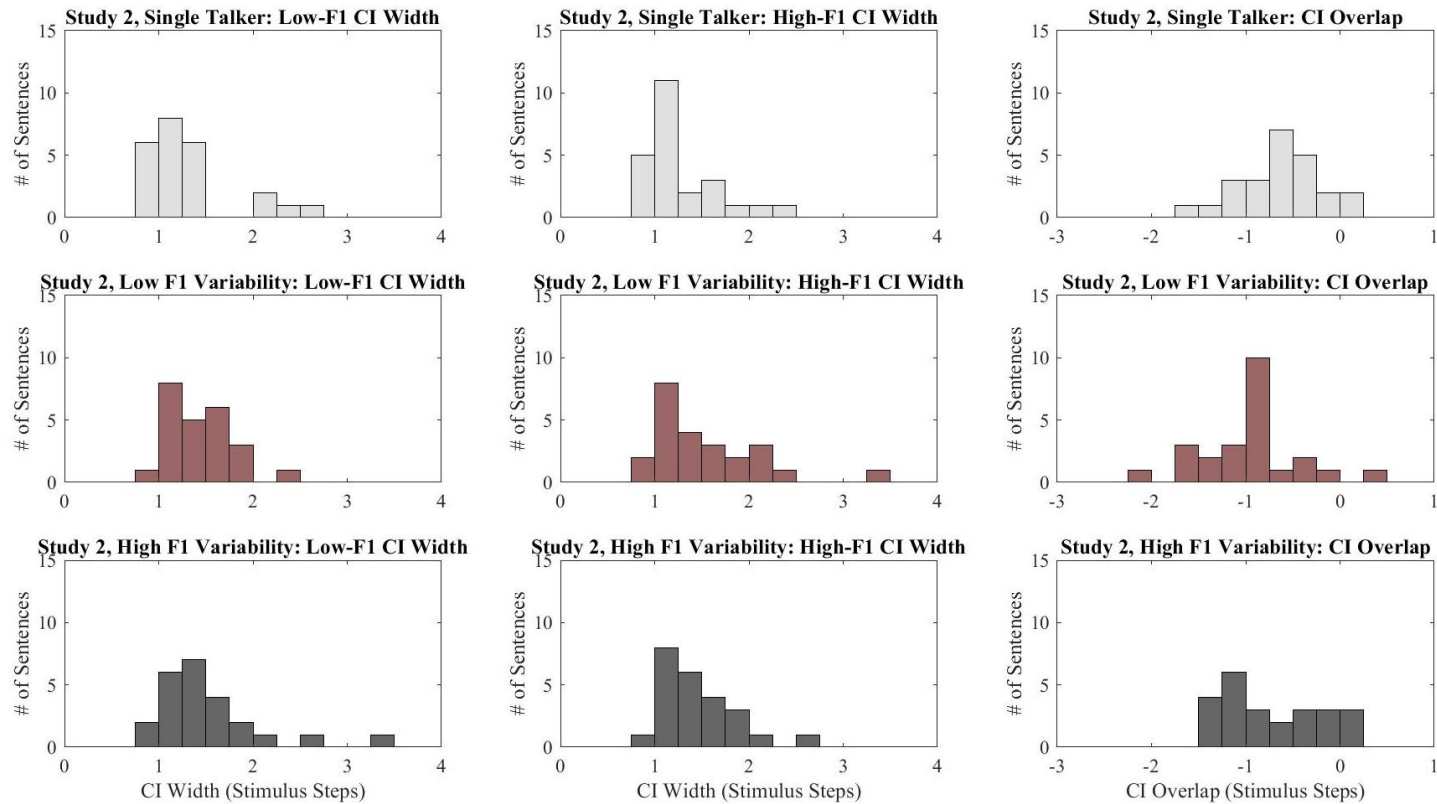 Study 2, Single Talker: Low-F1 CI Width
15
10
5
0
# of Sentences
0 1 2 3 4
Study 2, Single Talker: High-F1 CI Width
15
10
5
0
# of Sentences
0 1 2 3 4
Study 2, Single Talker: CI Overlap
15
10
5
0
# of Sentences
-3 -2 -1 0 1
Study 2, Low F1 Variability: Low-F1 CI Width
15
10
5
0
# of Sentences
0 1 2 3 4
Study 2, Low F1 Variability: High-F1 CI Width
15
10
5
0
# of Sentences
0 1 2 3 4
Study 2, Low F1 Variability: CI Overlap
15
10
5
0
# of Sentences
-3 -2 -1 0 1
Study 2, High F1 Variability: Low-F1 CI Width
15
10
5
0
# of Sentences
0 1 2 3 4
CI Width (Stimulus Steps)
Study 2, High F1 Variability: High-F1 CI Width
15
10
5
0
# of Sentences
0 1 2 3 4
CI Width (Stimulus Steps)
Study 2, High F1 Variability: CI Overlap
15
10
5
0
# of Sentences
-3 -2 -1 0 1
CI Overlap (Stimulus Steps)